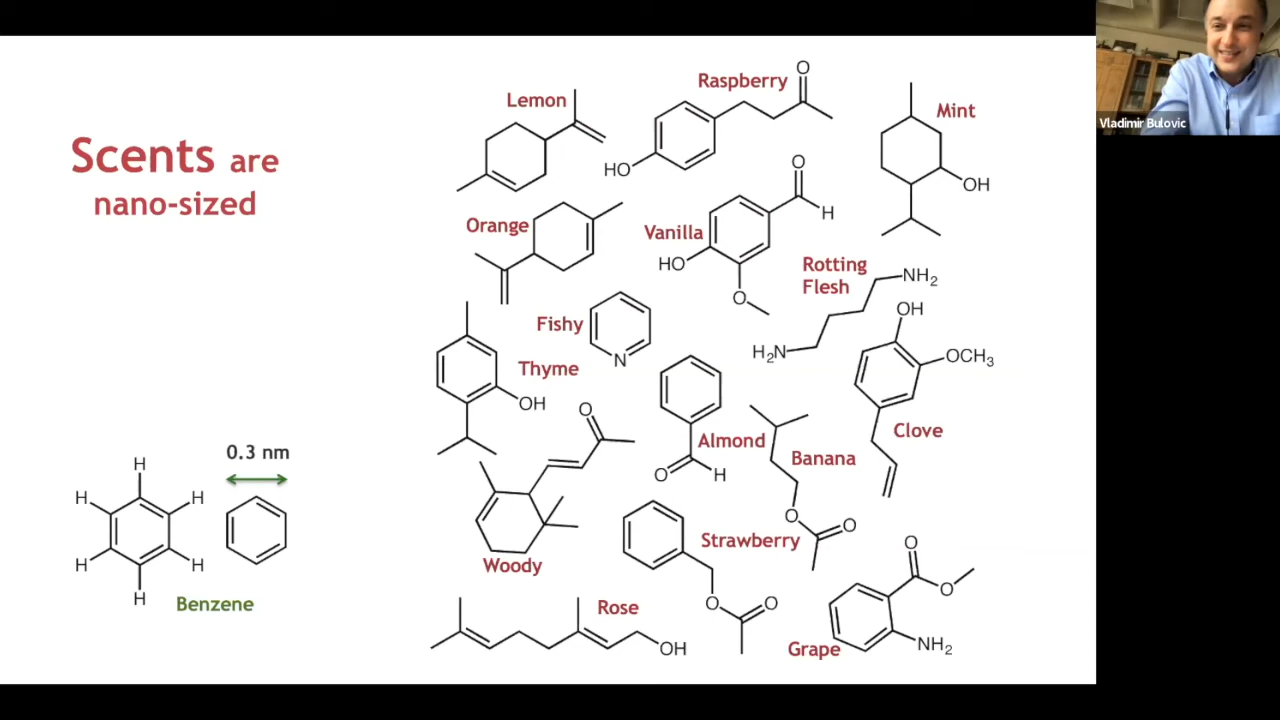 Scents are
nano-sized
Lemon
Raspberry
O
HO
Mint
OH
Orange
Vanilla
O
H
HO
O
Rotting
Flesh
NH2
H2N
Fishy
N
Thyme
OH
OH
OCH3
Clove
Almond
O
H
Banana
O
O
O
Woody
Strawberry
O
O
Rose
OH
Grape
O
O
NH2
0.3 nm
H
H
H
H
H
H
Benzene
Vladimir Bulovic